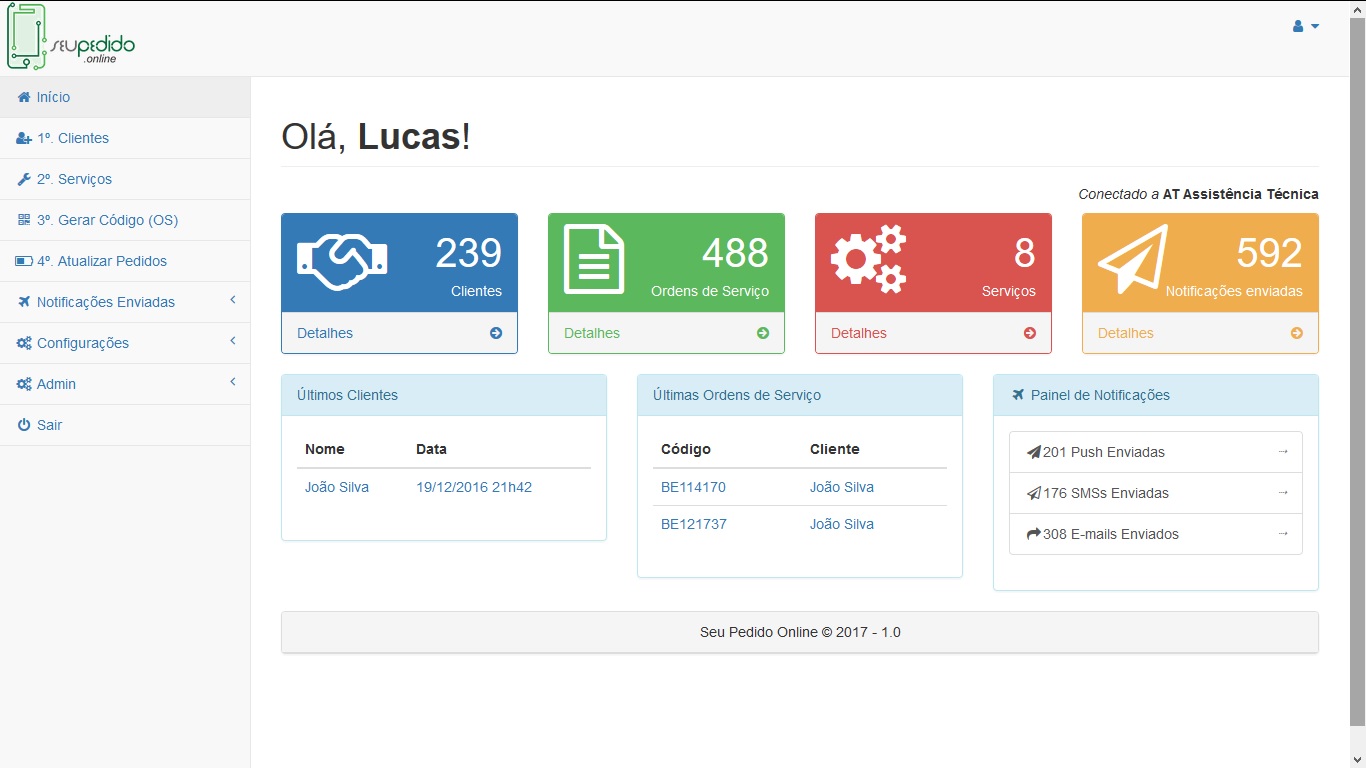 SEUPEDIDO
.online
Início
1º. Clientes
2º. Serviços
3º. Gerar Código (OS)
4º. Atualizar Pedidos
Notificações Enviadas
Configurações
Admin
Sair
Olá, Lucas!
Conectado a AT Assistência Técnica
239
Clientes
Detalhes
488
Ordens de Serviço
Detalhes
8
Serviços
Detalhes
592
Notificações enviadas
Detalhes
Últimos Clientes
Nome Data
João Silva 19/12/2016 21h42
Últimas Ordens de Serviço
Código Cliente
BE114170 João Silva
BE121737 João Silva
Painel de Notificações
201 Push Enviadas
176 SMSs Enviadas
308 E-mails Enviados
Seu Pedido Online © 2017 - 1.0